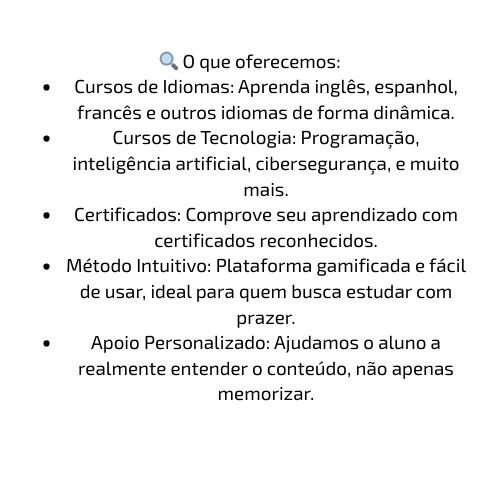 🔍 O que oferecemos:
• Cursos de Idiomas: Aprenda inglês, espanhol,
francês e outros idiomas de forma dinâmica.
• Cursos de Tecnologia: Programação,
inteligência artificial, cibersegurança, e muito
mais.
• Certificados: Comprove seu aprendizado com
certificados reconhecidos.
• Método Intuitivo: Plataforma gamificada e fácil
de usar, ideal para quem busca estudar com
prazer.
• Apoio Personalizado: Ajudamos o aluno a
realmente entender o conteúdo, não apenas
memorizar.